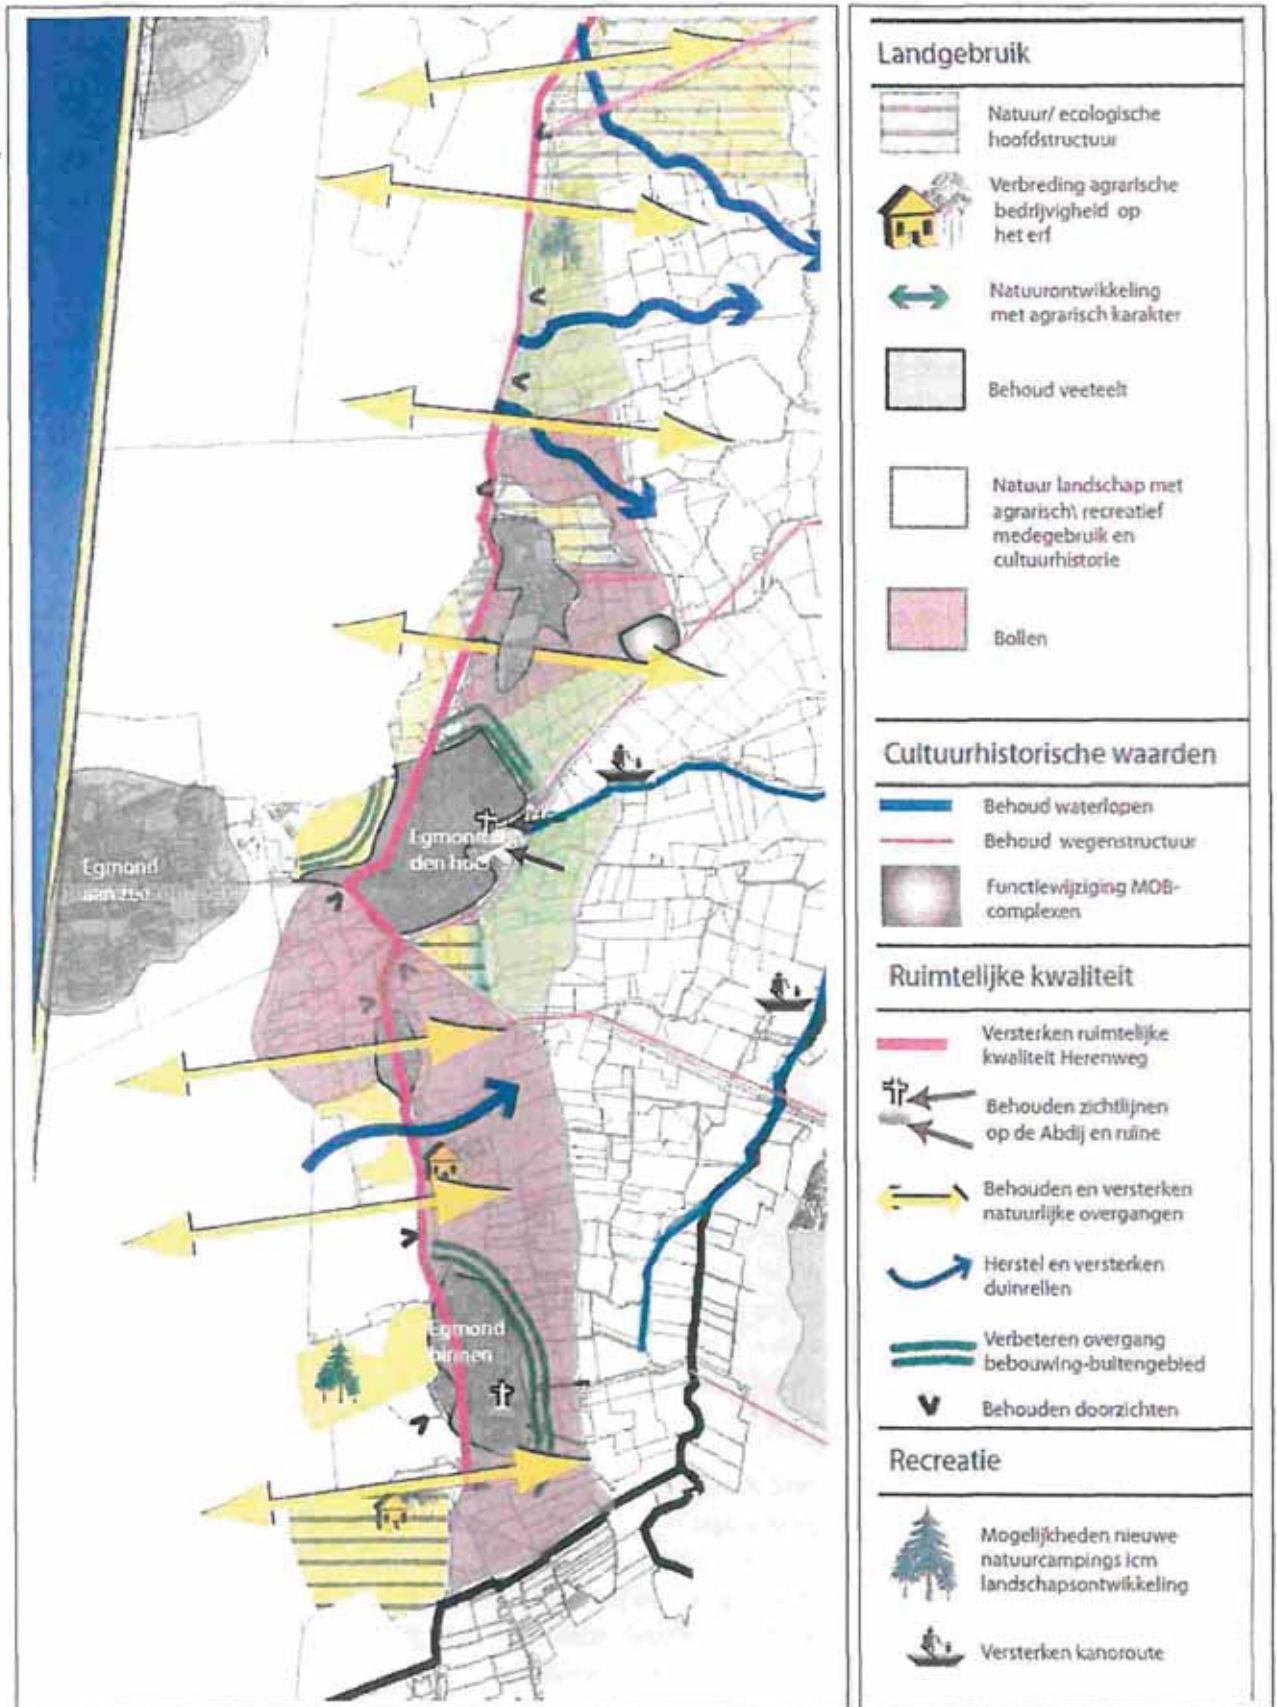 Egmond
aan zee
Egmond
den hoef
Egmond
binnen
Landgebruik
Natuur/ ecologische
hoofdstructuur
Verbreding agrarische
bedrijvigheid op
het erf
Natuurontwikkeling
met agrarisch karakter
Behoud veeteelt
Natuur landschap met
agrarisch\ recreatief
medegebruik en
cultuurhistorie
Bollen
Cultuurhistorische waarden
Behoud waterlopen
Behoud wegenstructuur
Functiewijziging MOB-
complexen
Ruimtelijke kwaliteit
Versterken ruimtelijke
kwaliteit Herenweg
Behouden zichtlijnen
op de Abdij en ruine
Behouden en versterken
natuurlijke overgangen
Herstel en versterken
duinrellen
Verbeteren overgang
bebouwing-buitengebied
Behouden doorzichten
Recreatie
Mogelijkheden nieuwe
natuurcampings icm
landschapsontwikkeling
Versterken kanoroute